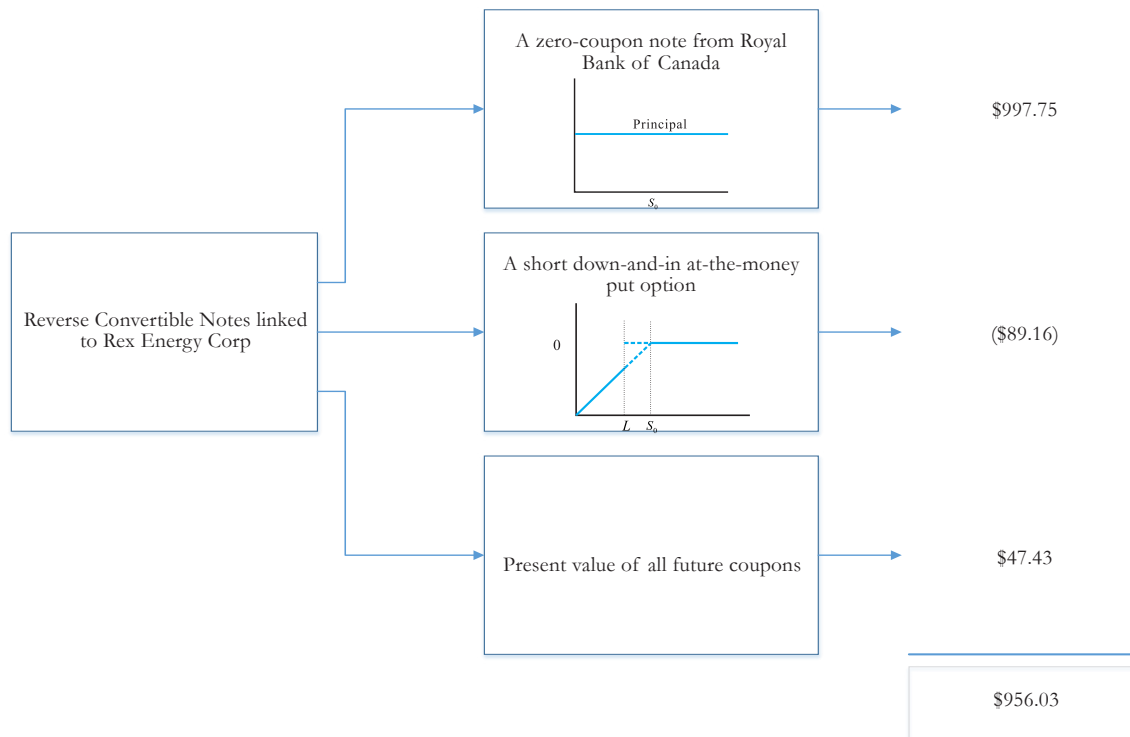 A zero-coupon note from Royal
Bank of Canada
Principal
S₀
$997.75
Reverse Convertible Notes linked
to Rex Energy Corp
A short down-and-in at-the-money
put option
0
L S₀
($89.16)
Present value of all future coupons
$47.43
$956.03